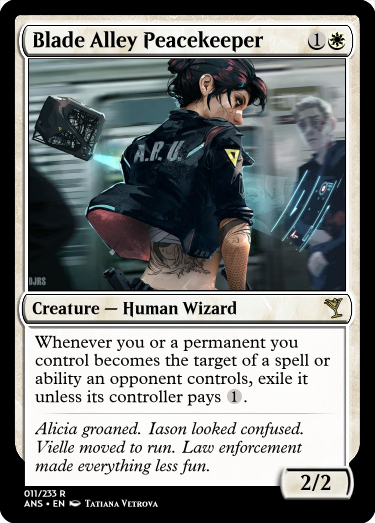 Blade Alley Peacekeeper 1
A.R.U.
DJRS
Creature — Human Wizard
Whenever you or a permanent you
control becomes the target of a spell or
ability an opponent controls, exile it
unless its controller pays 1.
Alicia groaned. Iason looked confused.
Vielle moved to run. Law enforcement
made everything less fun.
2/2
011/233 R
ANS • EN Tatiana Vetrova